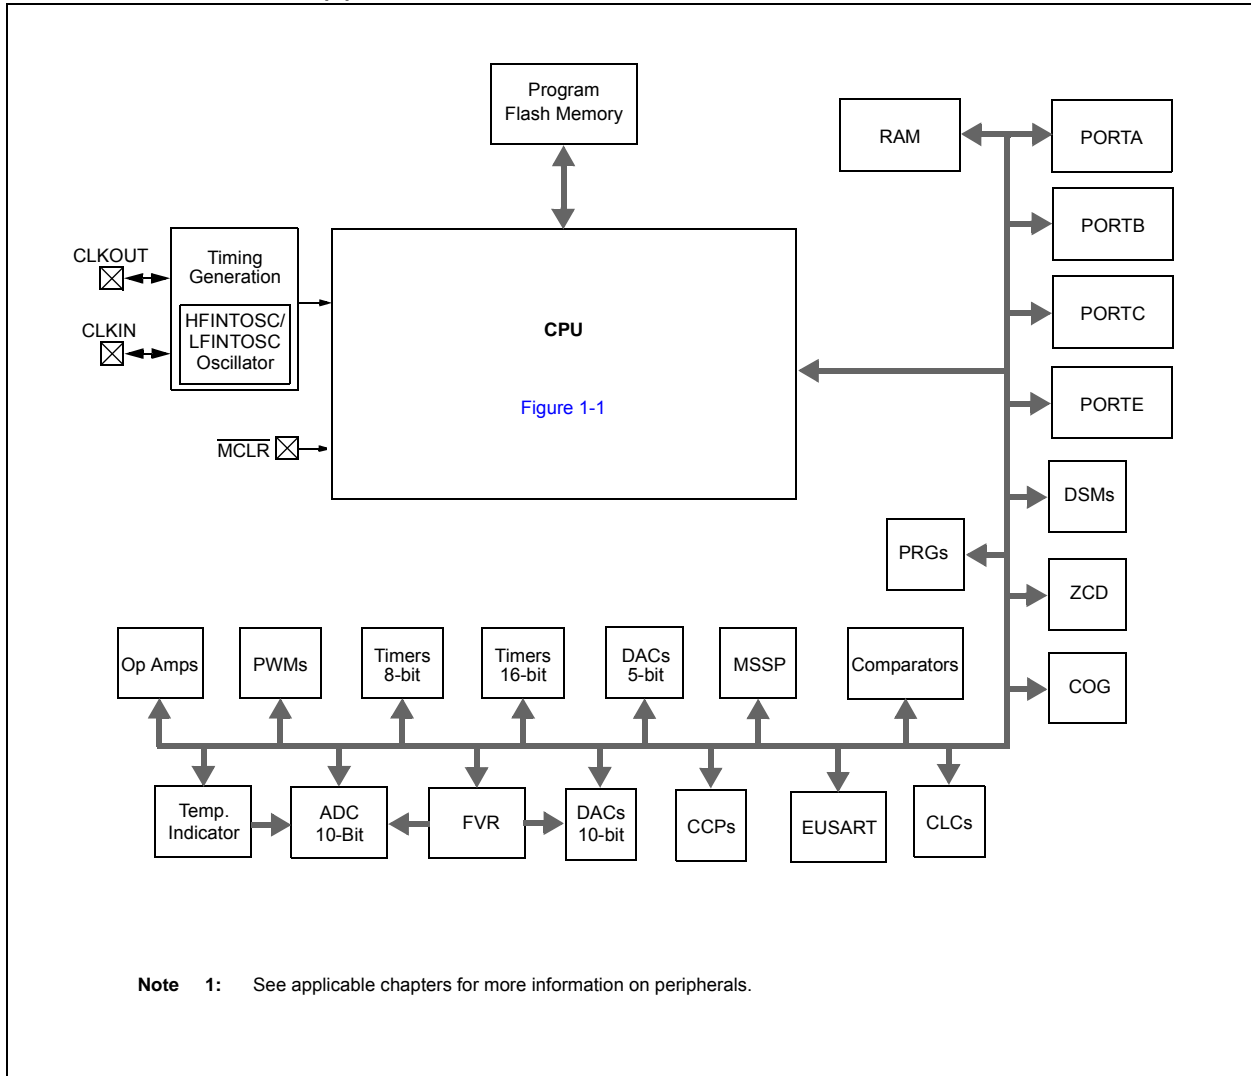 Program
Flash Memory
RAM
PORTA
PORTB
CLKOUT
Timing
Generation
PORTC
HFINTOSC/
LFINTOSC
Oscillator
CLKIN
CPU
Figure 1-1
PORTE
MCLR
DSMs
PRGs
ZCD
Op Amps
PWMs
Timers
8-bit
Timers
16-bit
DACs
5-bit
MSSP
Comparators
COG
Temp.
Indicator
ADC
10-Bit
FVR
DACs
10-bit
CCPs
EUSART
CLCs
Note 1: See applicable chapters for more information on peripherals.